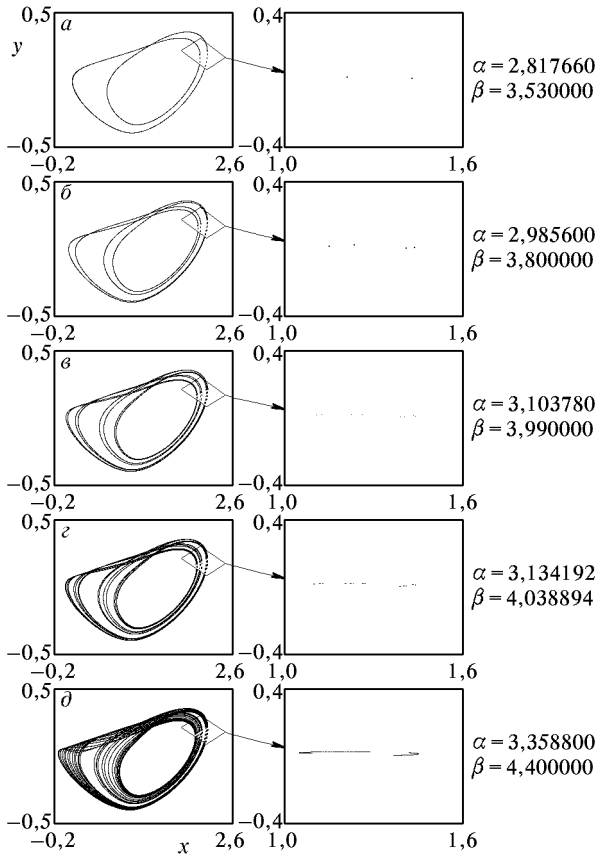 0,5 а 0,4
y
α = 2,817660
β = 3,530000
−0,5 −0,4
−0,2 2,6 1,0 1,6
0,5 б 0,4
α = 2,985600
β = 3,800000
−0,5 −0,4
−0,2 2,6 1,0 1,6
0,5 в 0,4
α = 3,103780
β = 3,990000
−0,5 −0,4
−0,2 2,6 1,0 1,6
0,5 г 0,4
α = 3,134192
β = 4,038894
−0,5 −0,4
−0,2 2,6 1,0 1,6
0,5 д 0,4
α = 3,358800
β = 4,400000
−0,5 −0,4
−0,2 x 2,6 1,0 1,6